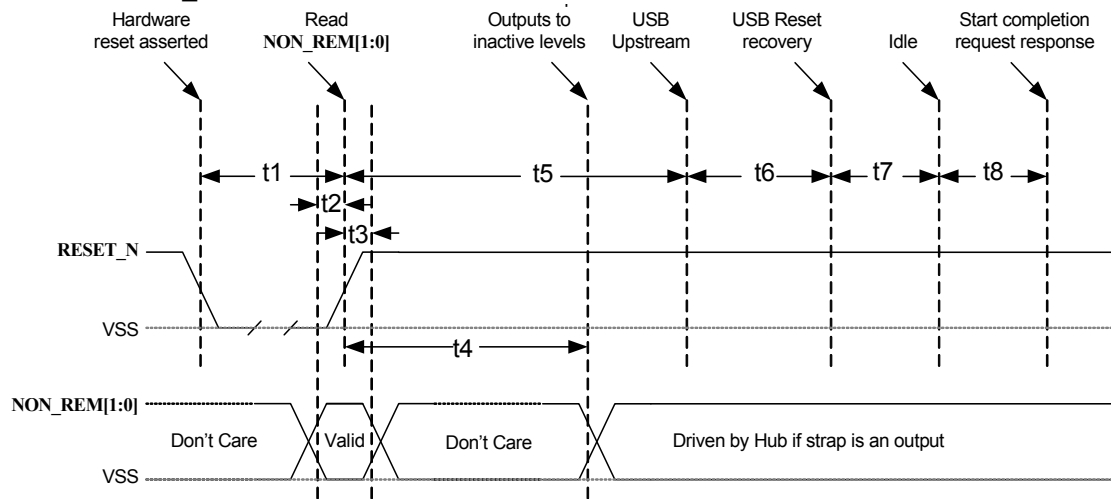 Hardware
reset asserted
Read
NON_REM[1:0]
Outputs to
inactive levels
USB
Upstream
USB Reset
recovery
Idle
Start completion
request response
t1
t5
t6
t7
t8
t2
t3
RESET_N
VSS
t4
NON_REM[1:0]
Don't Care
Valid
Don't Care
Driven by Hub if strap is an output
VSS